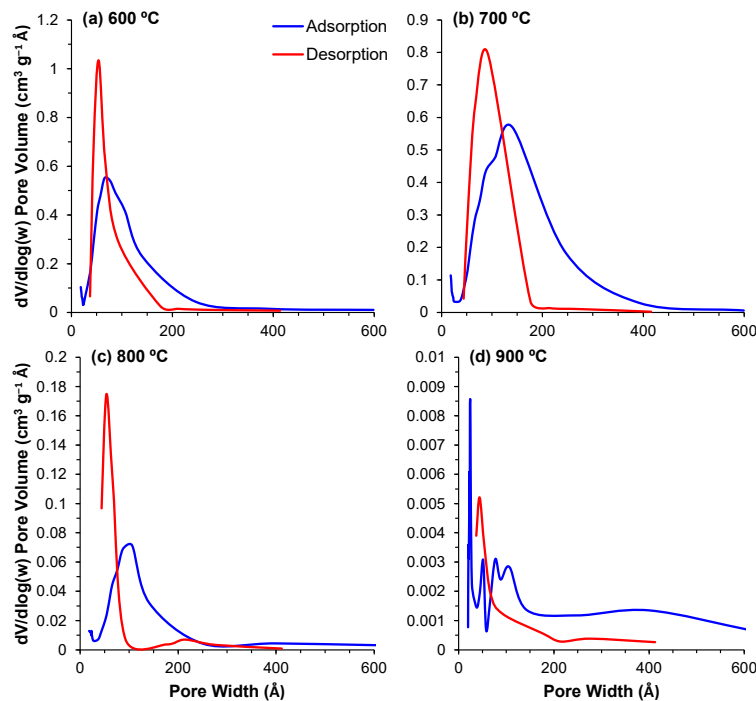 (a) 600 ºC
Adsorption
Desorption
dV/dlog(w) Pore Volume (cm³ g⁻¹ Å)
1.2
1
0.8
0.6
0.4
0.2
0
0 200 400 600
(b) 700 ºC
0.9
0.8
0.7
0.6
0.5
0.4
0.3
0.2
0.1
0
0 200 400 600
(c) 800 ºC
dV/dlog(w) Pore Volume (cm³ g⁻¹ Å)
0.2
0.18
0.16
0.14
0.12
0.1
0.08
0.06
0.04
0.02
0
0 200 400 600
Pore Width (Å)
(d) 900 ºC
0.01
0.009
0.008
0.007
0.006
0.005
0.004
0.003
0.002
0.001
0
0 200 400 600
Pore Width (Å)